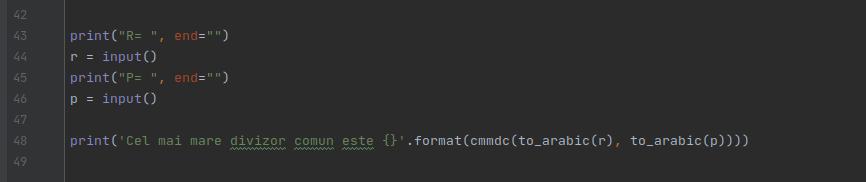 42
43 print("R= ", end="")
44 r = input()
45 print("P= ", end="")
46 p = input()
47
48 print('Cel mai mare divizor comun este {}'.format(cmmdc(to_arabic(r), to_arabic(p))))
49